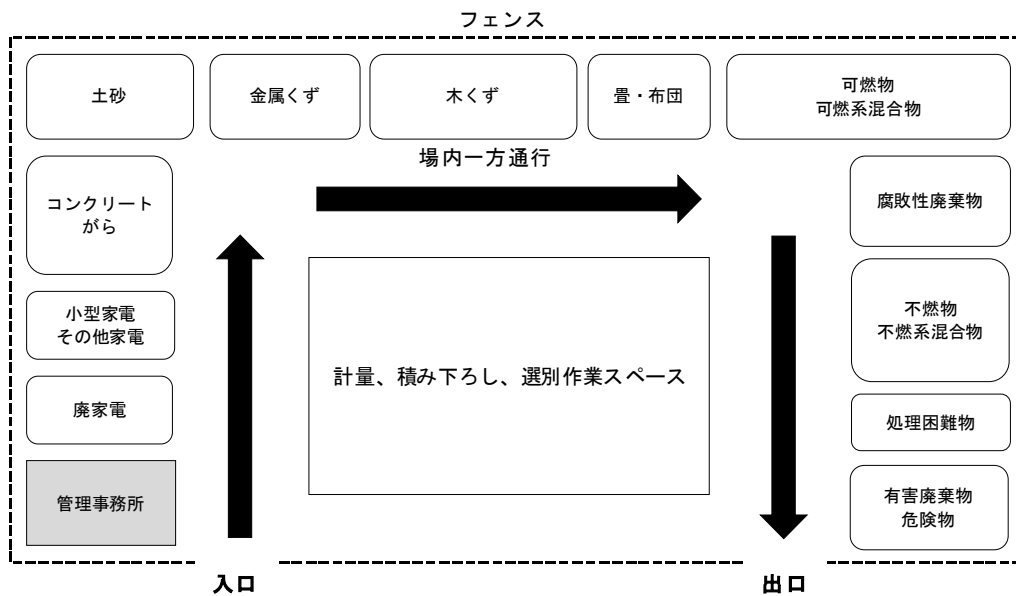 フェンス
土砂
金属くず
木くず
畳・布団
可燃物
可燃系混合物
場内一方通行
コンクリート
がら
腐敗性廃棄物
小型家電
その他家電
不燃物
不燃系混合物
計量、積み下ろし、選別作業スペース
廃家電
処理困難物
管理事務所
有害廃棄物
危険物
入口
出口